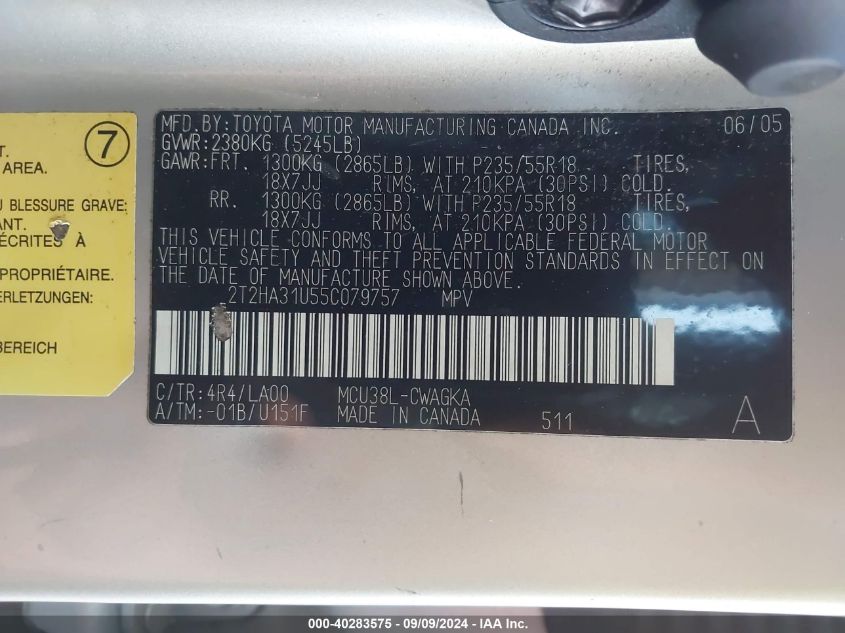 7
T.
AREA.
U BLESSURE GRAVE;
ANT.
ÉCRITES À
PROPRIÉTAIRE.
ERLETZUNGEN:
BEREICH
MFD.BY:TOYOTA MOTOR MANUFACTURING CANADA INC. 06/05
GVWR:2380KG (5245LB)
GAWR:FRT. 1300KG (2865LB) WITH P235/55R18 TIRES,
18X7JJ RIMS, AT 210KPA (30PSI) COLD.
RR. 1300KG (2865LB) WITH P235/55R18 TIRES,
18X7JJ RIMS, AT 210KPA (30PSI) COLD.
THIS VEHICLE CONFORMS TO ALL APPLICABLE FEDERAL MOTOR
VEHICLE SAFETY AND THEFT PREVENTION STANDARDS IN EFFECT ON
THE DATE OF MANUFACTURE SHOWN ABOVE.
2T2HA31U55C079757 MPV
C/TR:4R4/LA00 MCU38L-CWAGKA
A/TM:-01B/U151F MADE IN CANADA 511 A
000-40283575 - 09/09/2024 - IAA Inc.